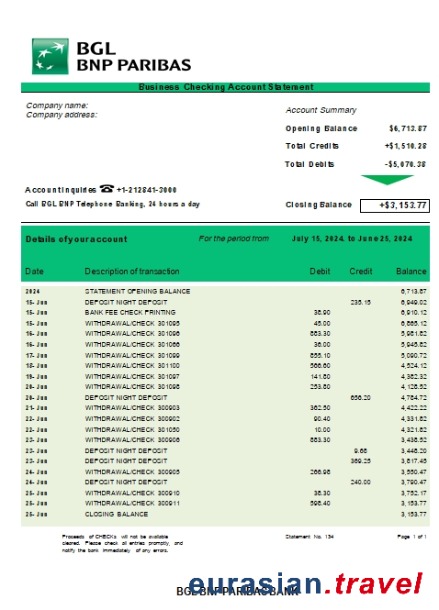 BGL
BNP PARIBAS
Business Checking Account Statement
Company name:
Company address:
Account Summary
Opening Balance $6,713.87
Total Credits +$1,510.28
Total Debits -$5,070.38
Account inquiries ☎ +1-212841-3000
Call BGL BNP Telephone Banking, 24 hours a day
Closing Balance +$3,153.77
Details of your account For the period from July 15, 2024, to June 25, 2024
Date Description of transaction Debit Credit Balance
2024 STATEMENT OPENING BALANCE 6,713.87
15- Jun DEPOSIT NIGHT DEPOSIT 235.15 6,949.02
15- Jun BANK FEE CHECK PRINTING 38.90 6,910.12
15- Jun WITHDRAWAL/CHECK 301095 45.00 6,865.12
16- Jun WITHDRAWAL/CHECK 301096 883.30 5,981.82
16- Jun WITHDRAWAL/CHECK 301066 36.00 5,945.82
17- Jun WITHDRAWAL/CHECK 301099 855.10 5,090.72
18- Jun WITHDRAWAL/CHECK 301100 566.60 4,524.12
19- Jun WITHDRAWAL/CHECK 301097 141.80 4,382.32
20- Jun WITHDRAWAL/CHECK 301098 253.80 4,128.52
20- Jun DEPOSIT NIGHT DEPOSIT 656.20 4,784.72
21- Jun WITHDRAWAL/CHECK 300903 362.50 4,422.22
22- Jun WITHDRAWAL/CHECK 300902 90.40 4,331.82
22- Jun WITHDRAWAL/CHECK 301050 10.00 4,321.82
22- Jun WITHDRAWAL/CHECK 300906 883.30 3,438.52
23- Jun DEPOSIT NIGHT DEPOSIT 9.68 3,448.20
23- Jun DEPOSIT NIGHT DEPOSIT 369.25 3,817.45
24- Jun WITHDRAWAL/CHECK 300905 266.98 3,550.47
24- Jun DEPOSIT NIGHT DEPOSIT 240.00 3,790.47
25- Jun WITHDRAWAL/CHECK 300910 38.30 3,752.17
25- Jun WITHDRAWAL/CHECK 300911 598.40 3,153.77
25- Jun CLOSING BALANCE 3,153.77
Proceeds of CHECKs will not be available
cleared. Please check all entries promptly, and
notify the bank immediately of any errors.
Statement No. 134
Page 1 of 1
BGL BNP PARIBAS BANK
eurasian.travel